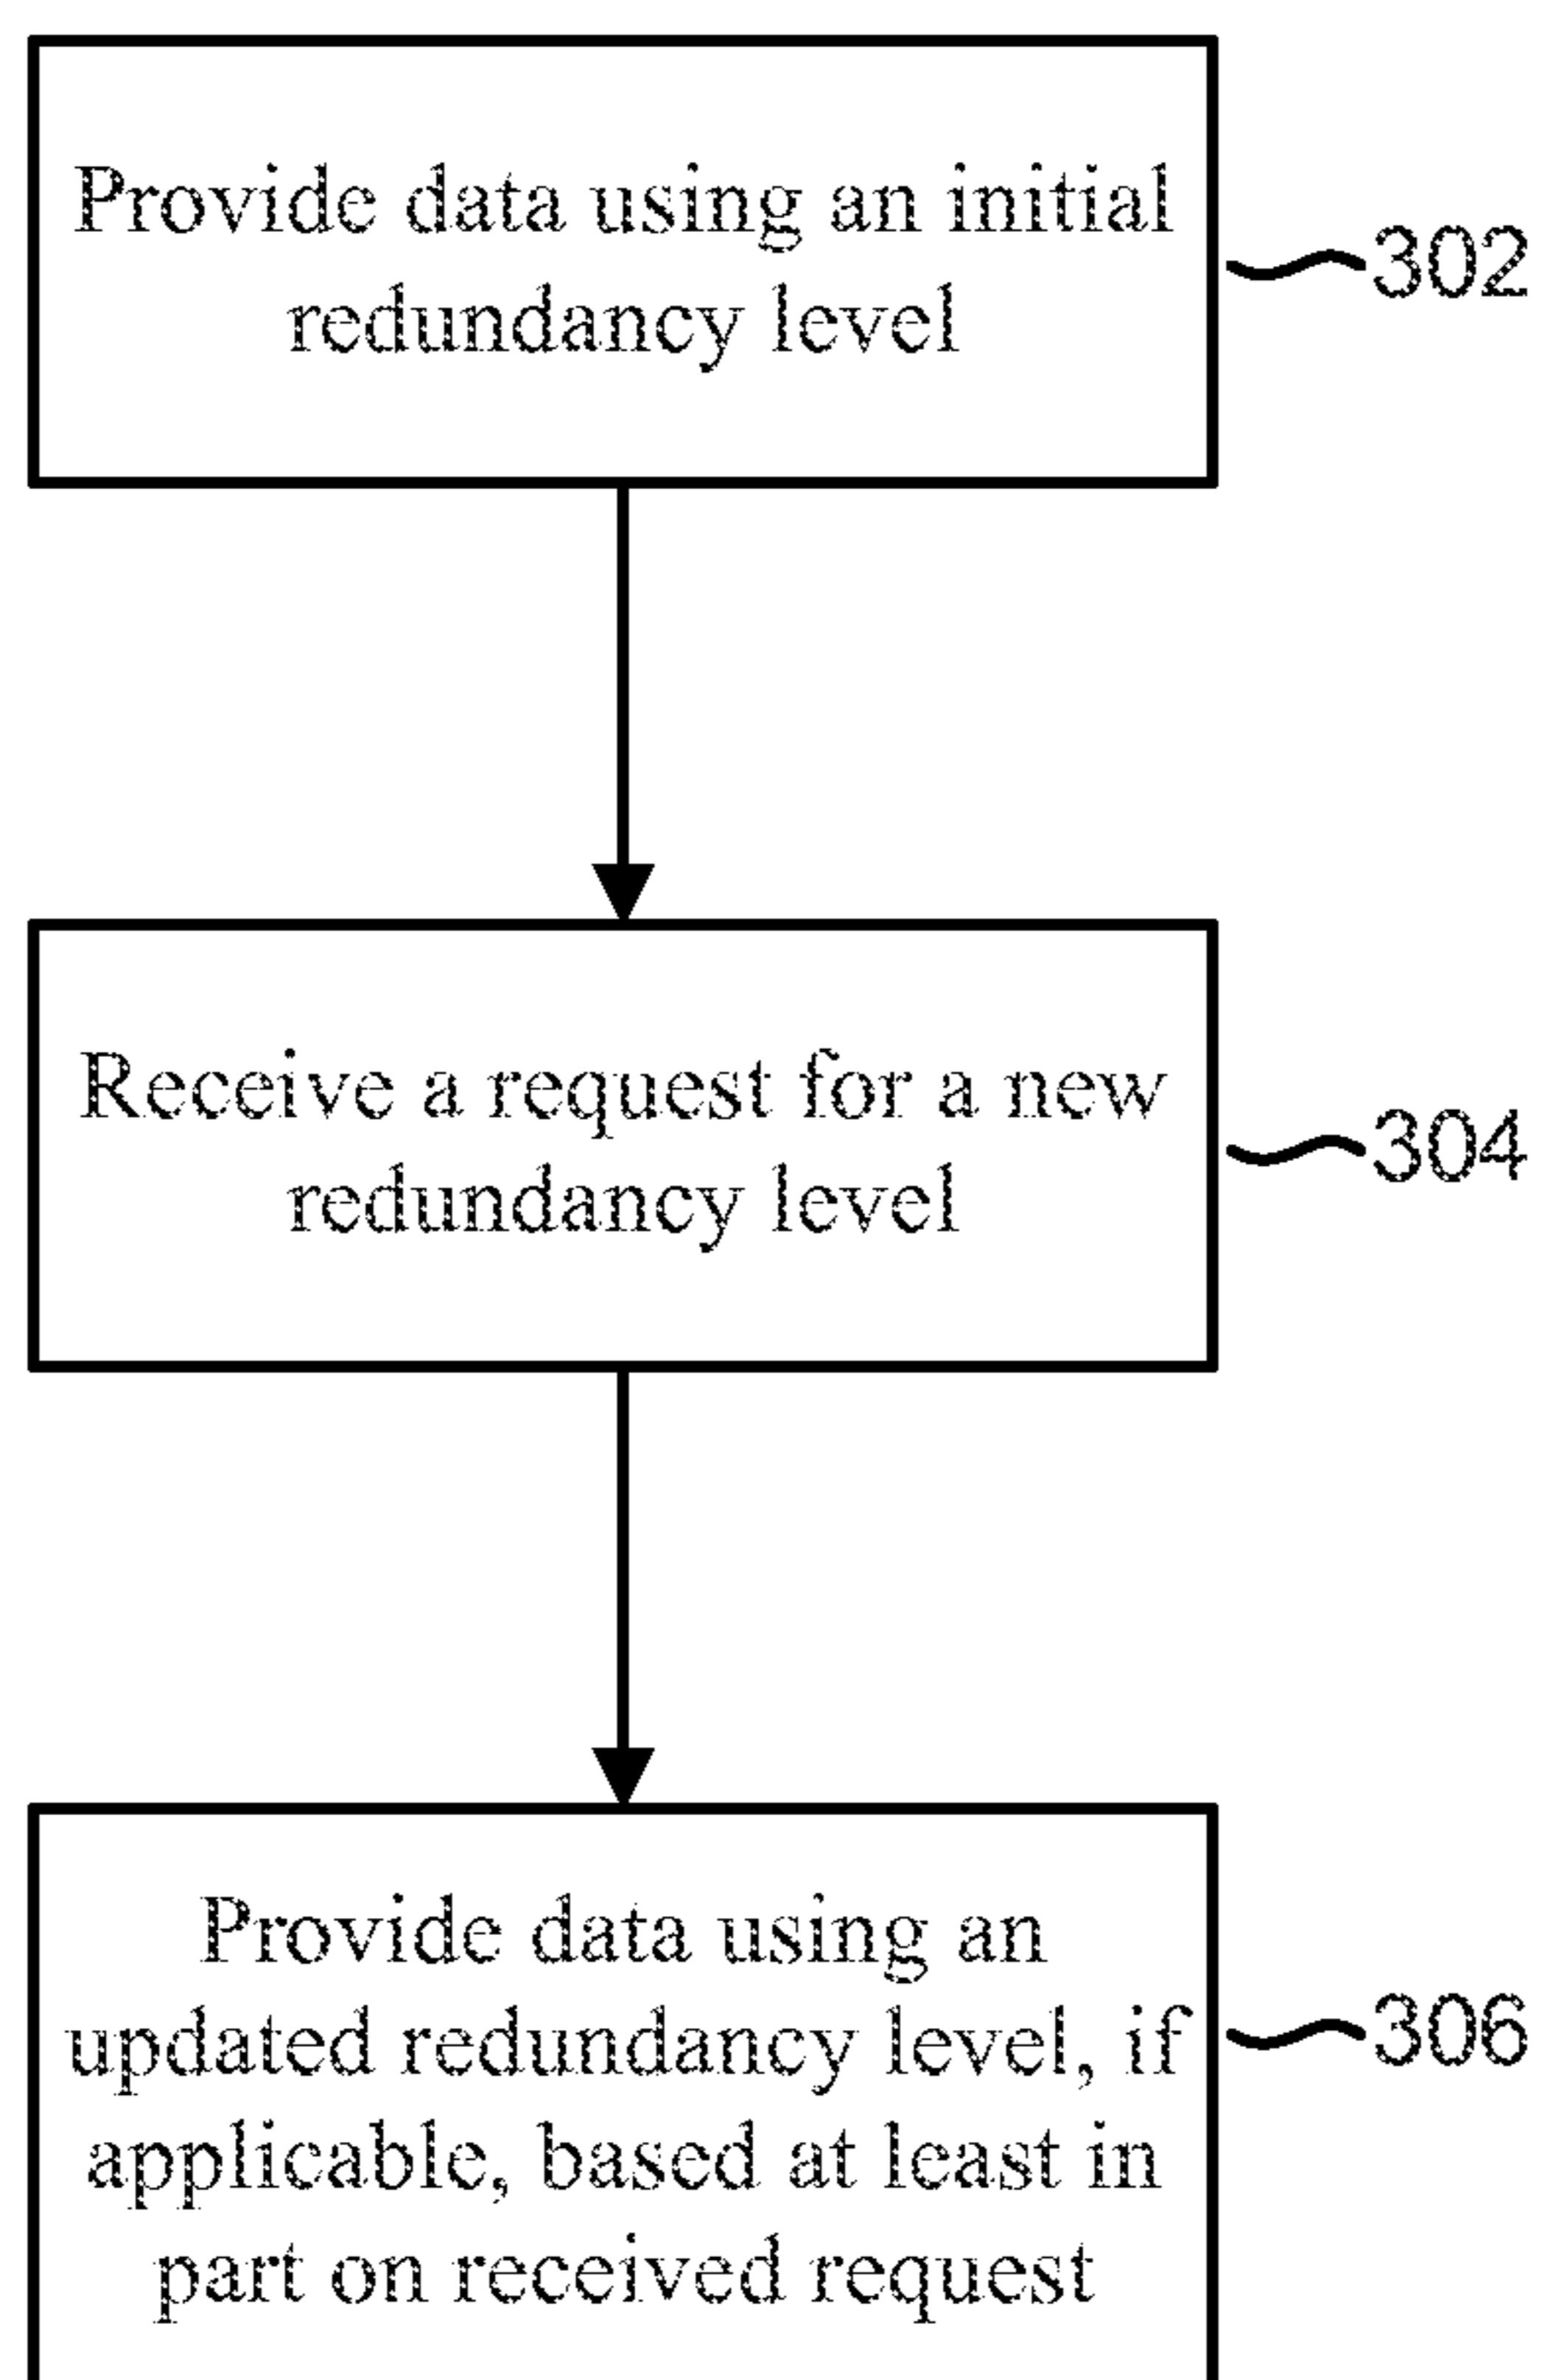 Provide data using an initial
redundancy level
302
Receive a request for a new
redundancy level
304
Provide data using an
updated redundancy level, if
applicable, based at least in
part on received request
306